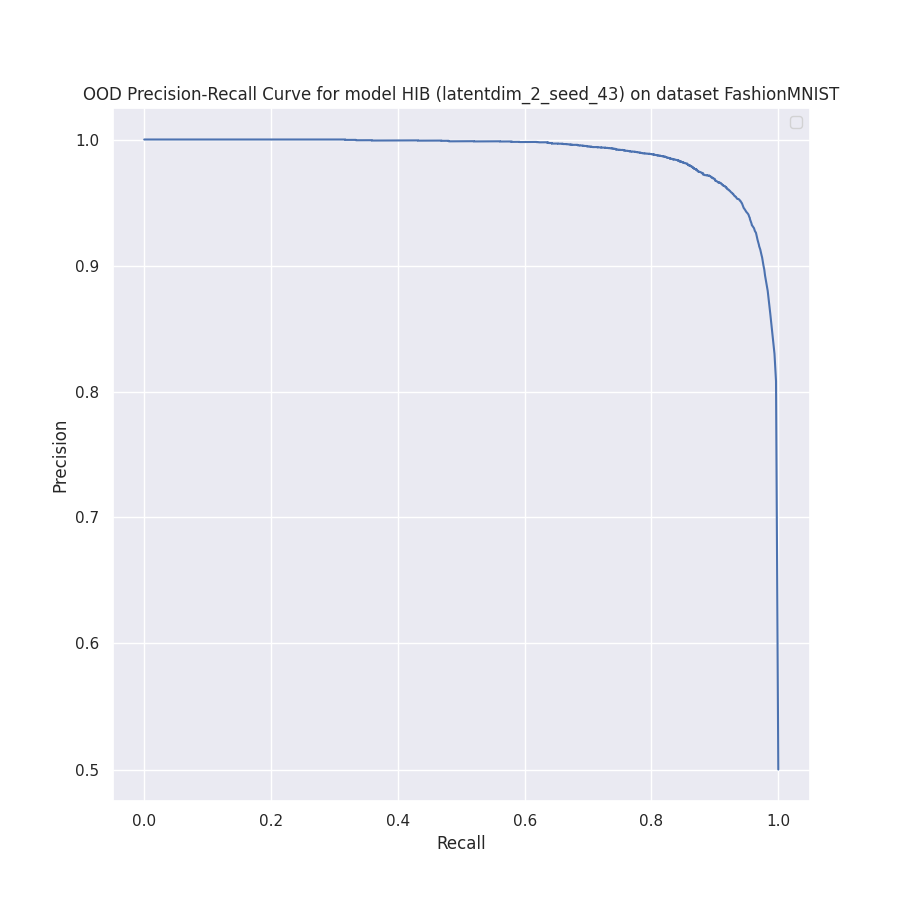 OOD Precision-Recall Curve for model HIB (latentdim_2_seed_43) on dataset FashionMNIST
1.0
0.9
0.8
0.7
0.6
0.5
Precision
0.0 0.2 0.4 0.6 0.8 1.0
Recall